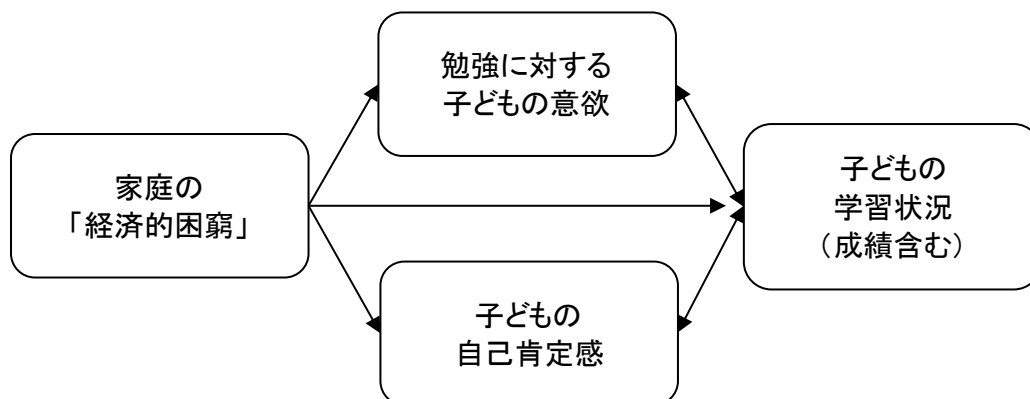 勉強に対する
子どもの意欲
家庭の
「経済的困窮」
子どもの
学習状況
（成績含む）
子どもの
自己肯定感